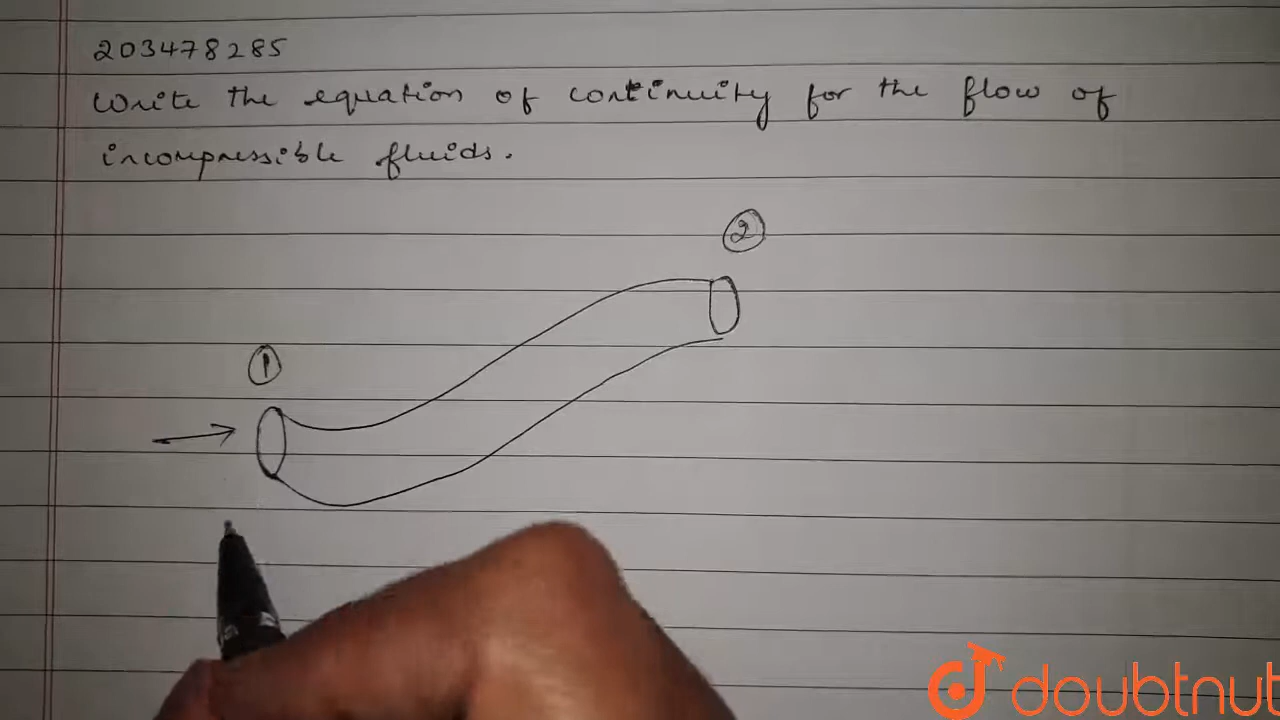 203478285
Write the equation of continuity for the flow of
incompressible fluids.
2
1
doubtnut